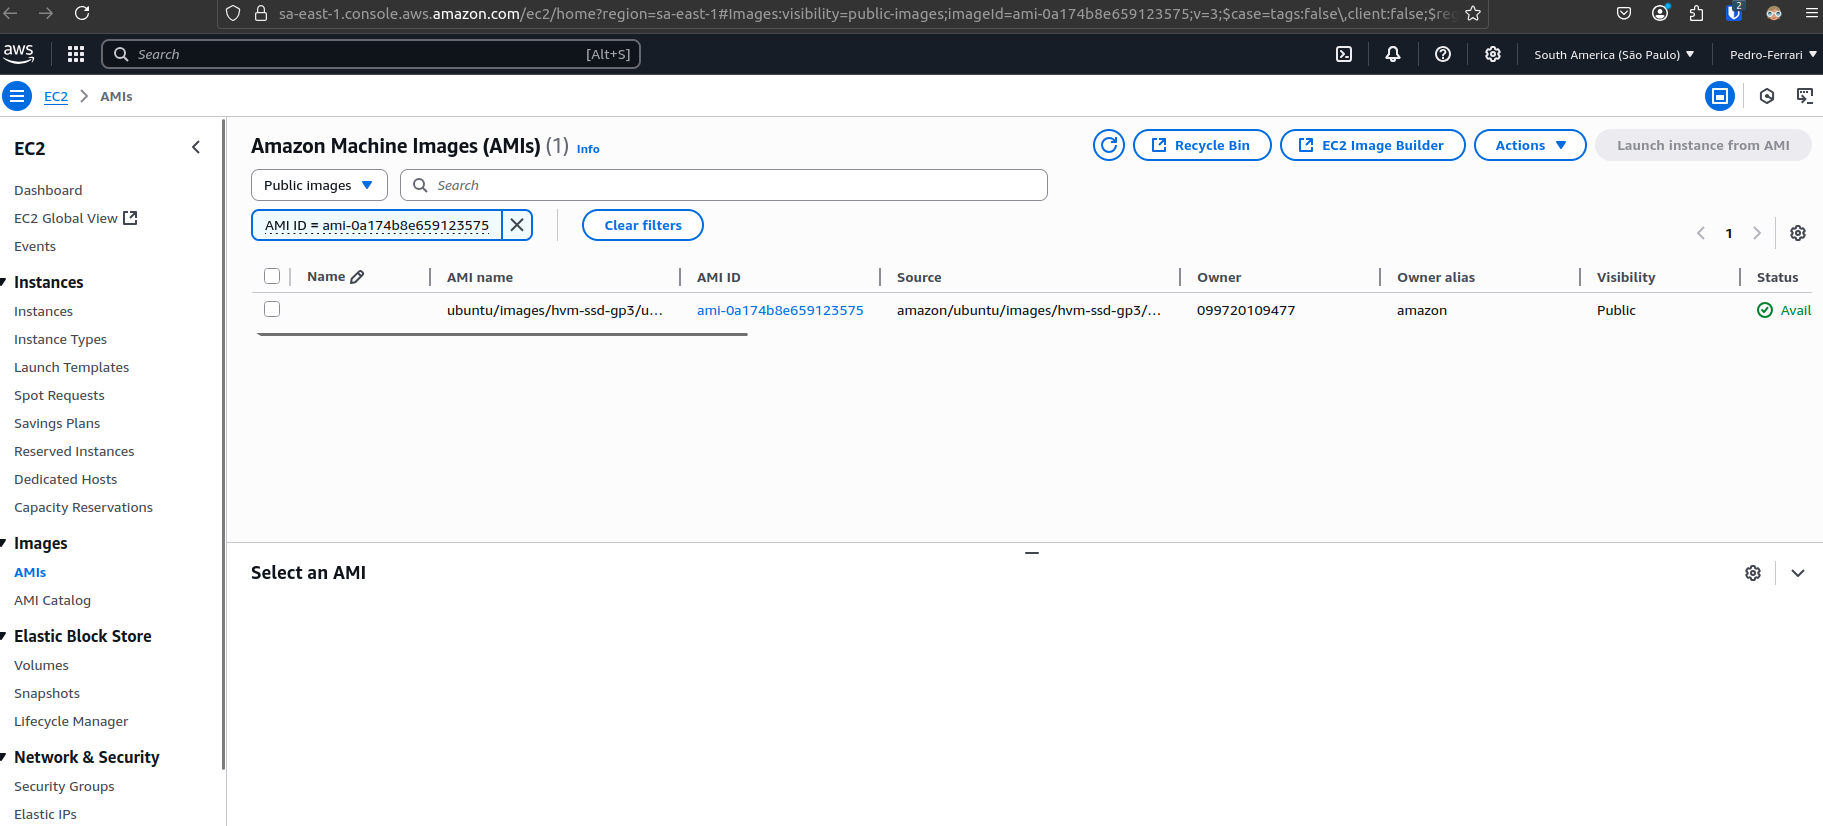 sa-east-1.console.aws.amazon.com/ec2/home?region=sa-east-1#Images:visibility=public-images;imageId=ami-0a174b8e659123575;v=3;$case=tags:false\,client:false;$reg
2
aws
Search [Alt+S]
South America (São Paulo)
Pedro-Ferrari
EC2 > AMIs
EC2
Dashboard
EC2 Global View
Events
Instances
Instances
Instance Types
Launch Templates
Spot Requests
Savings Plans
Reserved Instances
Dedicated Hosts
Capacity Reservations
Images
AMIs
AMI Catalog
Elastic Block Store
Volumes
Snapshots
Lifecycle Manager
Network & Security
Security Groups
Elastic IPs
Amazon Machine Images (AMIs) (1) Info
Recycle Bin
EC2 Image Builder
Actions
Launch instance from AMI
Public images
Search
AMI ID = ami-0a174b8e659123575
Clear filters
1
Name AMI name AMI ID Source Owner Owner alias Visibility Status
ubuntu/images/hvm-ssd-gp3/u... ami-0a174b8e659123575 amazon/ubuntu/images/hvm-ssd-gp3/... 099720109477 amazon Public Avail
Select an AMI